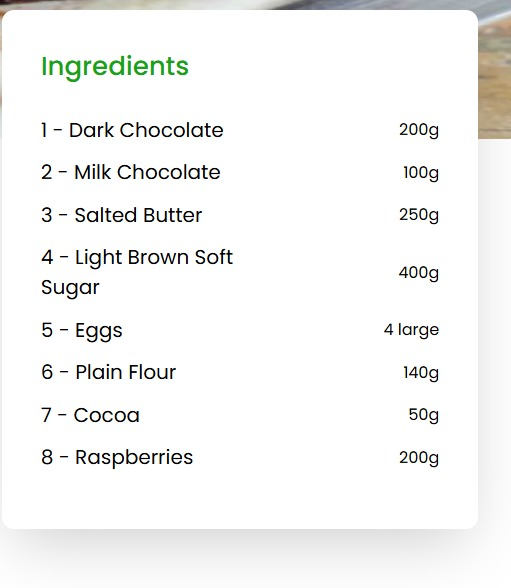 Ingredients
1 - Dark Chocolate 200g
2 - Milk Chocolate 100g
3 - Salted Butter 250g
4 - Light Brown Soft
Sugar 400g
5 - Eggs 4 large
6 - Plain Flour 140g
7 - Cocoa 50g
8 - Raspberries 200g